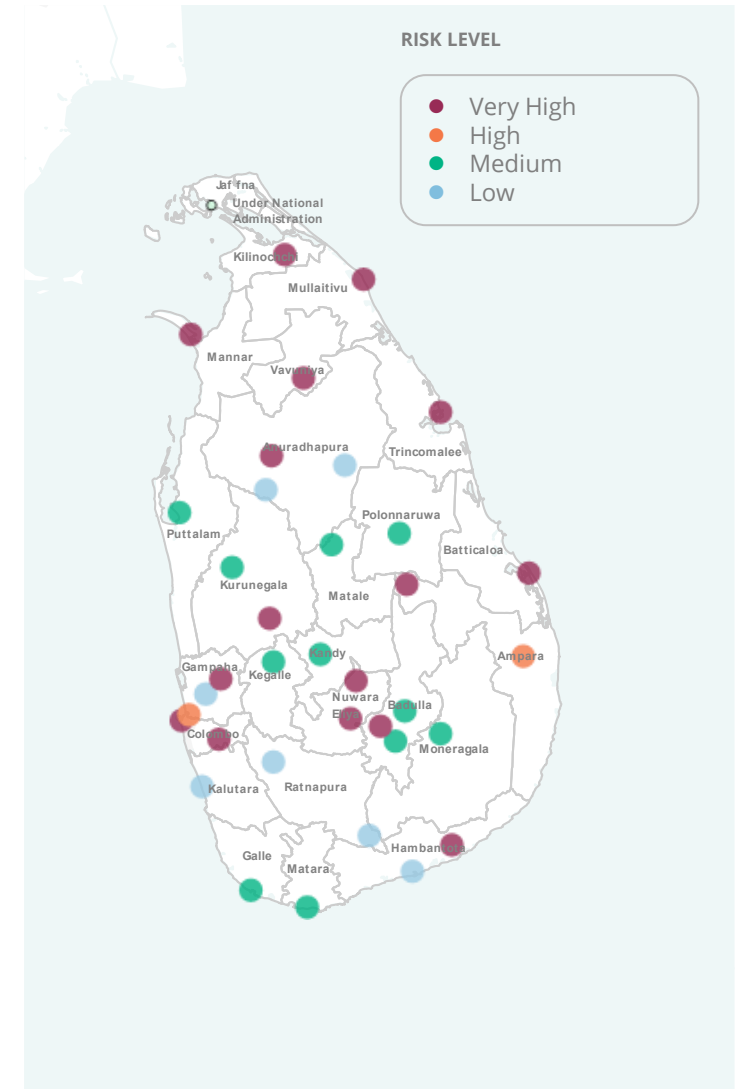 RISK LEVEL
Very High
High
Medium
Low
Jaffna
Under National
Administration
Kilinochchi
Mullaitivu
Mannar
Vavuniya
Anuradhapura
Trincomalee
Polonnaruwa
Puttalam
Batticaloa
Kurunegala
Matale
Kandy
Ampara
Gampaha
Kegalle
Nuwara
Eliya
Badulla
Colombo
Moneragala
Kalutara
Ratnapura
Hambantota
Galle
Matara